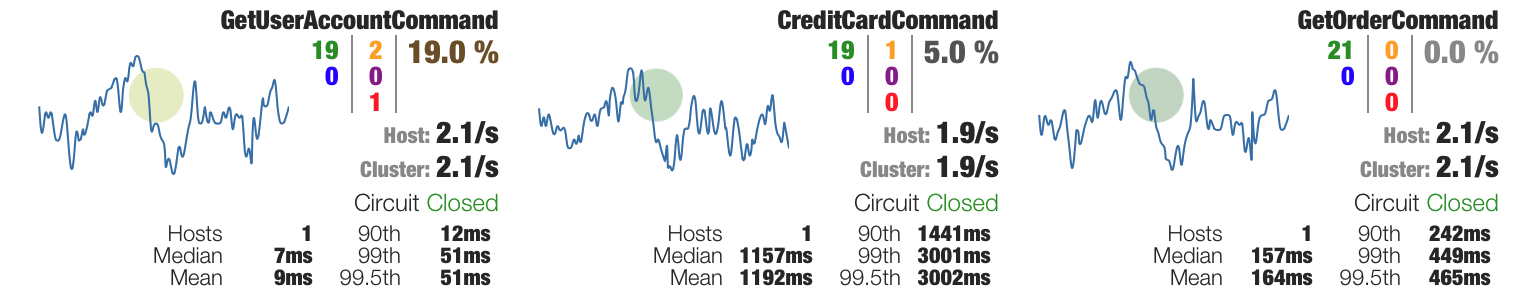 GetUserAccountCommand
19 2 19.0 %
0 0
1
Host: 2.1/s
Cluster: 2.1/s
Circuit Closed
Hosts 1 90th 12ms
Median 7ms 99th 51ms
Mean 9ms 99.5th 51ms
CreditCardCommand
19 1 5.0 %
0 0
0
Host: 1.9/s
Cluster: 1.9/s
Circuit Closed
Hosts 1 90th 1441ms
Median 1157ms 99th 3001ms
Mean 1192ms 99.5th 3002ms
GetOrderCommand
21 0 0.0 %
0 0
0
Host: 2.1/s
Cluster: 2.1/s
Circuit Closed
Hosts 1 90th 242ms
Median 157ms 99th 449ms
Mean 164ms 99.5th 465ms